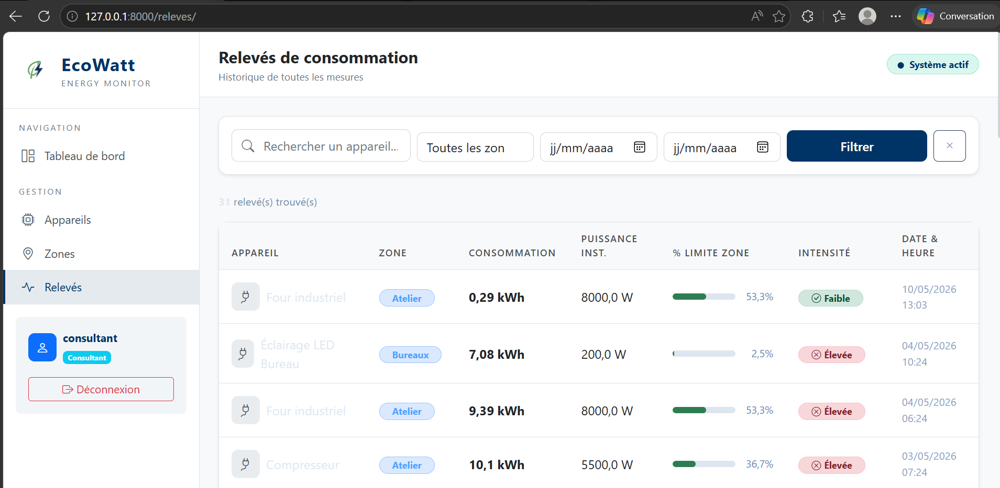 127.0.0.1:8000/releves/
Conversation
EcoWatt
ENERGY MONITOR
NAVIGATION
Tableau de bord
GESTION
Appareils
Zones
Relevés
consultant
Consultant
Déconnexion
Relevés de consommation
Historique de toutes les mesures
Système actif
Rechercher un appareil...
Toutes les zon
jj/mm/aaaa
jj/mm/aaaa
Filtrer
×
31 relevé(s) trouvé(s)
APPAREIL
ZONE
CONSOMMATION
PUISSANCE
INST.
% LIMITE ZONE
INTENSITÉ
DATE &
HEURE
Four industriel
Atelier
0,29 kWh
8000,0 W
53,3%
Faible
10/05/2026
13:03
Éclairage LED
Bureau
Bureaux
7,08 kWh
200,0 W
2,5%
Élevée
04/05/2026
10:24
Four industriel
Atelier
9,39 kWh
8000,0 W
53,3%
Élevée
04/05/2026
06:24
Compresseur
Atelier
10,1 kWh
5500,0 W
36,7%
Élevée
03/05/2026
07:24